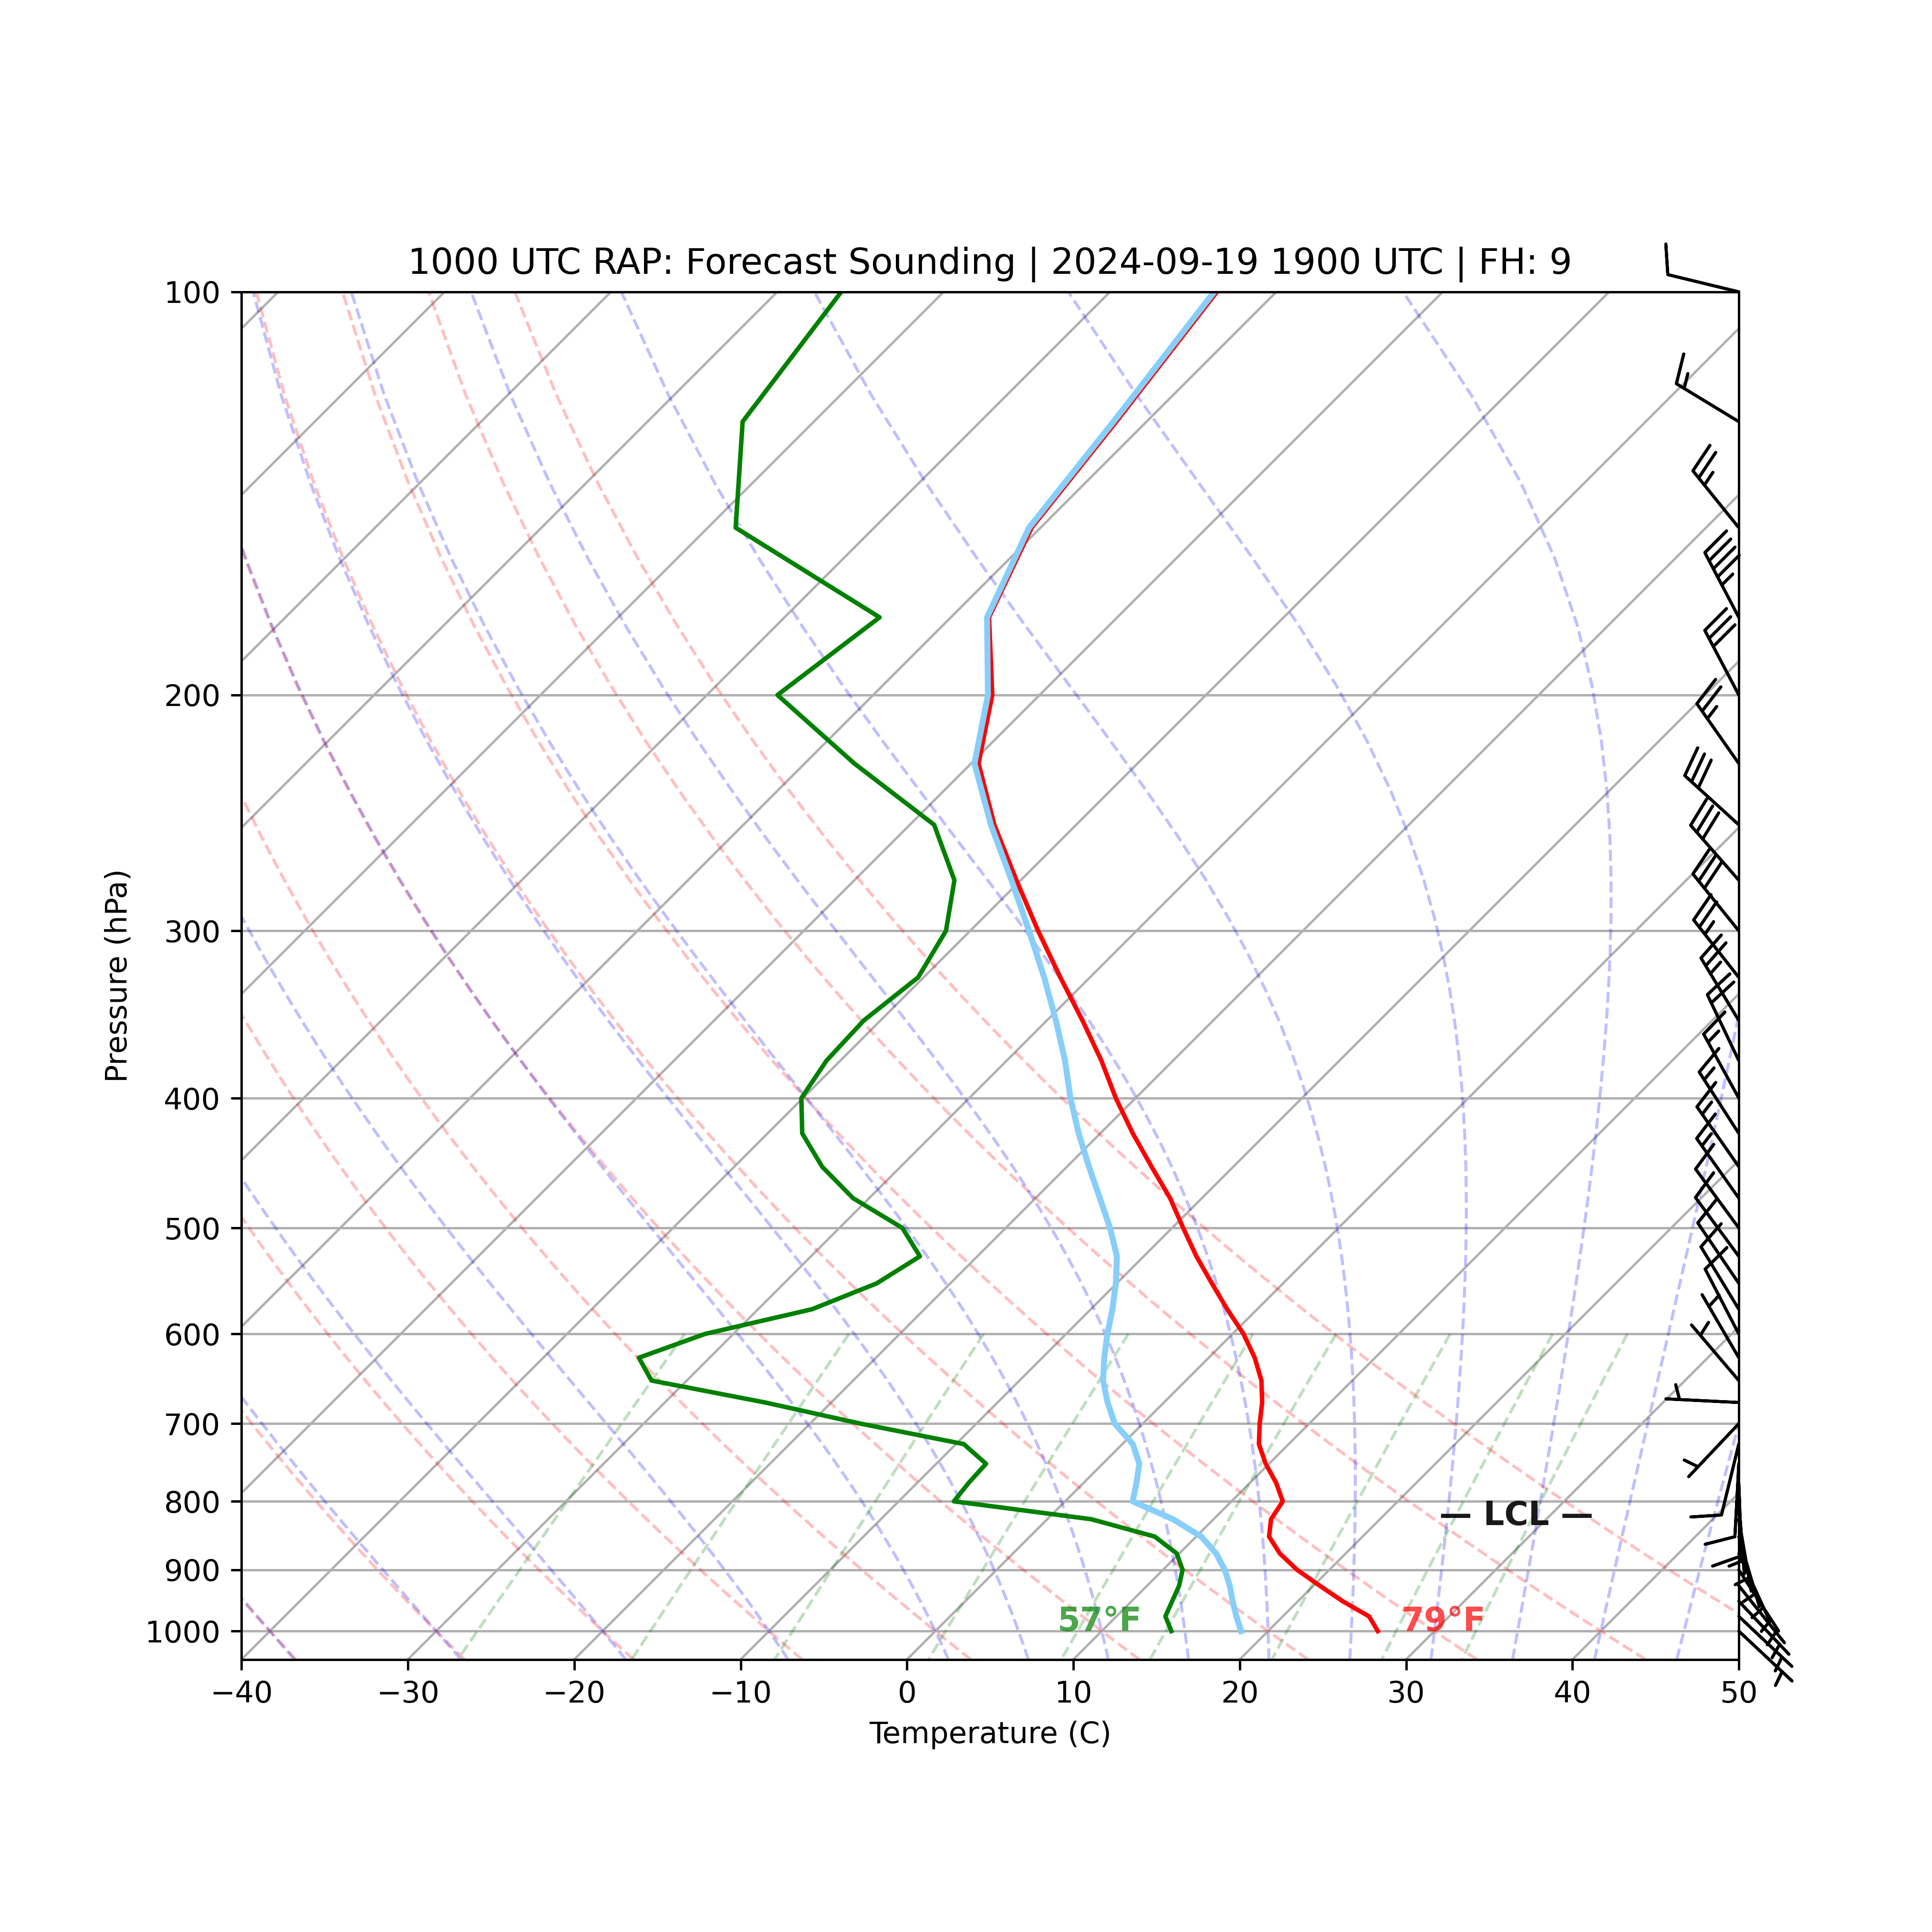 1000 UTC RAP: Forecast Sounding | 2024-09-19 1900 UTC | FH: 9
100
200
300
400
500
600
700
800
900
1000
Pressure (hPa)
— LCL —
57°F
79°F
−40 −30 −20 −10 0 10 20 30 40 50
Temperature (C)